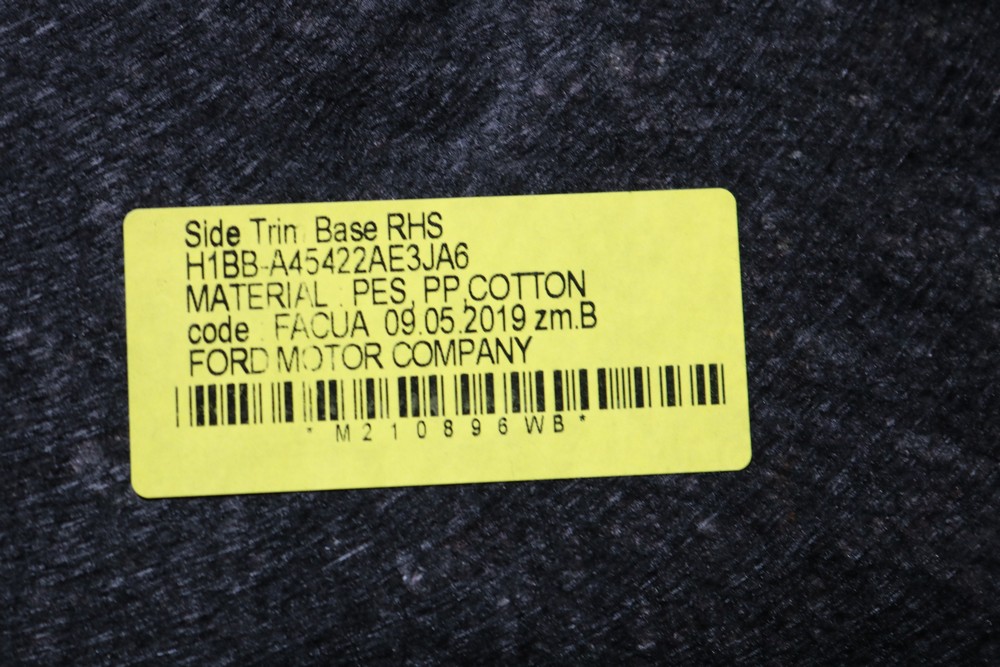 Side Trim Base RHS
H1BB-A45422AE3JA6
MATERIAL : PES, PP,COTTON
code : FACUA 09.05.2019 zm.B
FORD MOTOR COMPANY
*M210896WB*